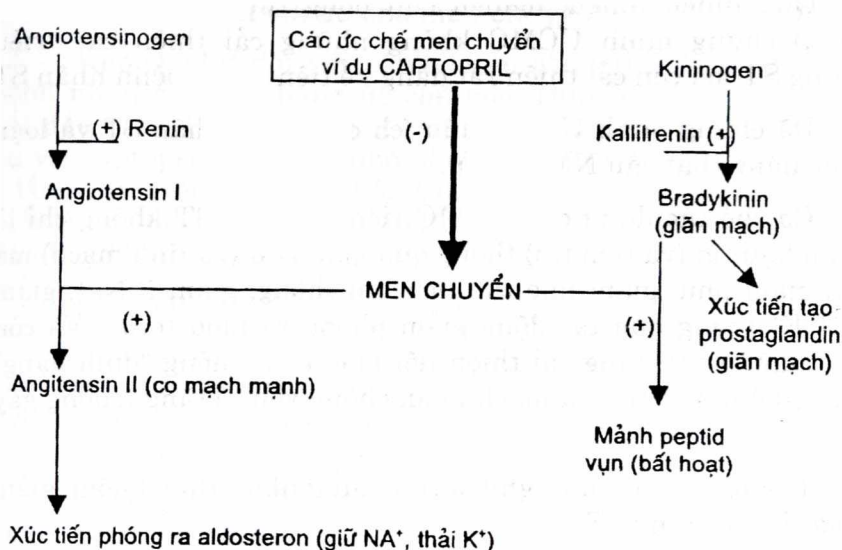 Angiotensinogen
(+) Renin
Angiotensin I
(+)
Angitensin II (co mạch mạnh)
Xúc tiến phóng ra aldosteron (giữ NA⁺, thải K⁺)
Các ức chế men chuyển
ví dụ CAPTOPRIL
(-)
MEN CHUYỂN
Kininogen
Kallilrenin (+)
Bradykinin
(giãn mạch)
(+)
Xúc tiến tạo
prostaglandin
(giãn mạch)
Mảnh peptid
vụn (bất hoạt)